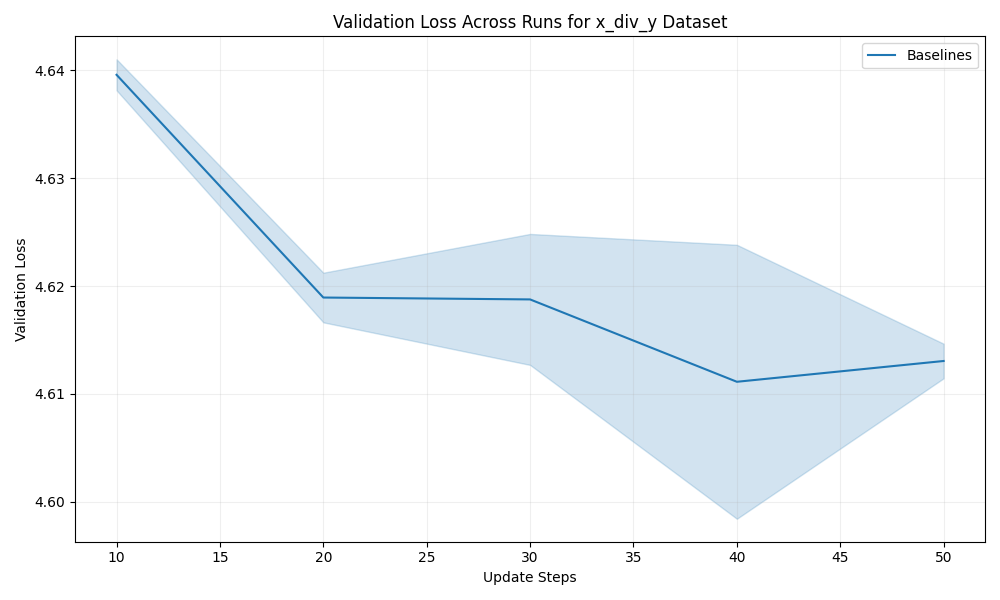 Validation Loss Across Runs for x_div_y Dataset
Baselines
Validation Loss
4.64
4.63
4.62
4.61
4.60
10 15 20 25 30 35 40 45 50
Update Steps